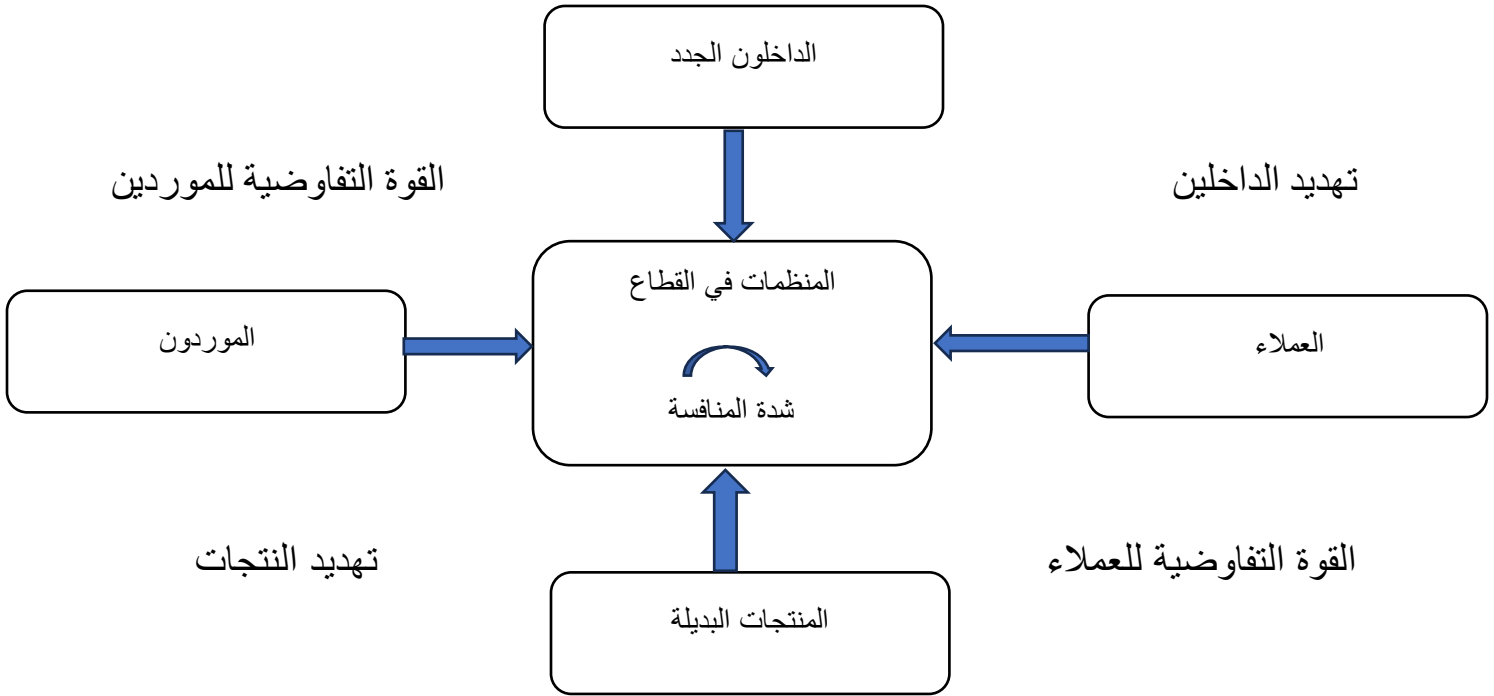 الداخلون الجدد
تهديد الداخلين
القوة التفاوضية للموردين
المنظمات في القطاع
العملاء
الموردون
شدة المنافسة
القوة التفاوضية للعملاء
تهديد النتجات
المنتجات البديلة